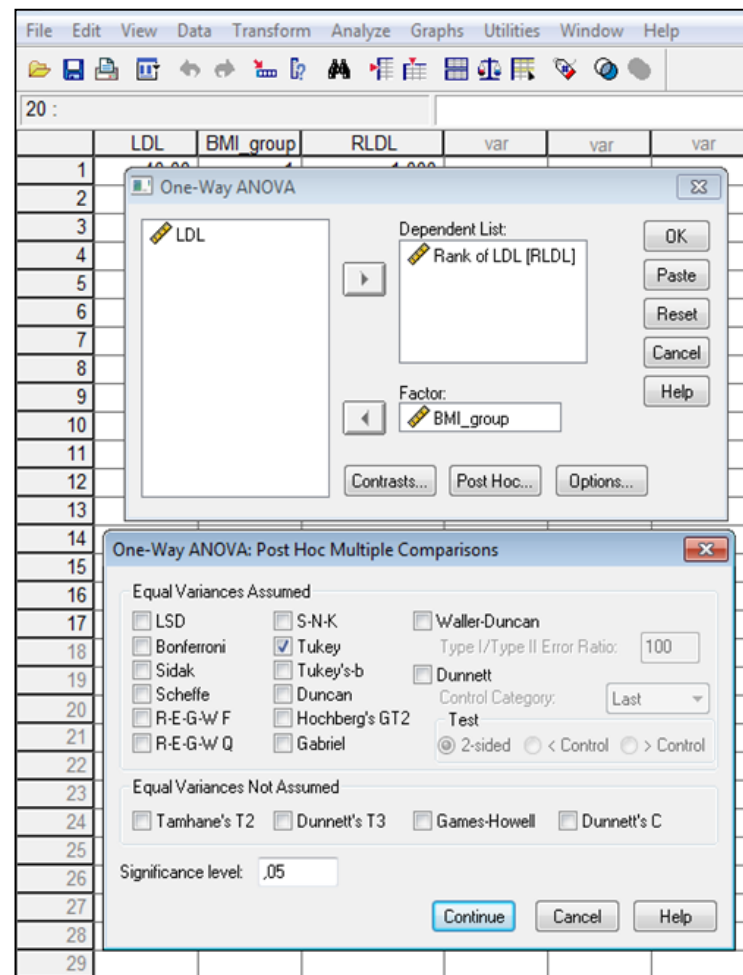 File Edit View Data Transform Analyze Graphs Utilities Window Help
20 :
LDL BMI_group RLDL var var var
1
2
3
4
5
6
7
8
9
10
11
12
13
14
15
16
17
18
19
20
21
22
23
24
25
26
27
28
29
One-Way ANOVA
LDL
Dependent List:
Rank of LDL [RLDL]
Factor:
BMI_group
OK
Paste
Reset
Cancel
Help
Contrasts... Post Hoc... Options...
One-Way ANOVA: Post Hoc Multiple Comparisons
Equal Variances Assumed
LSD S-N-K Waller-Duncan
Bonferroni Tukey Type I/Type II Error Ratio: 100
Sidak Tukey's-b Dunnett
Scheffe Duncan Control Category: Last
R-E-G-W F Hochberg's GT2 Test
R-E-G-W Q Gabriel 2-sided < Control > Control
Equal Variances Not Assumed
Tamhane's T2 Dunnett's T3 Games-Howell Dunnett's C
Significance level: ,05
Continue Cancel Help